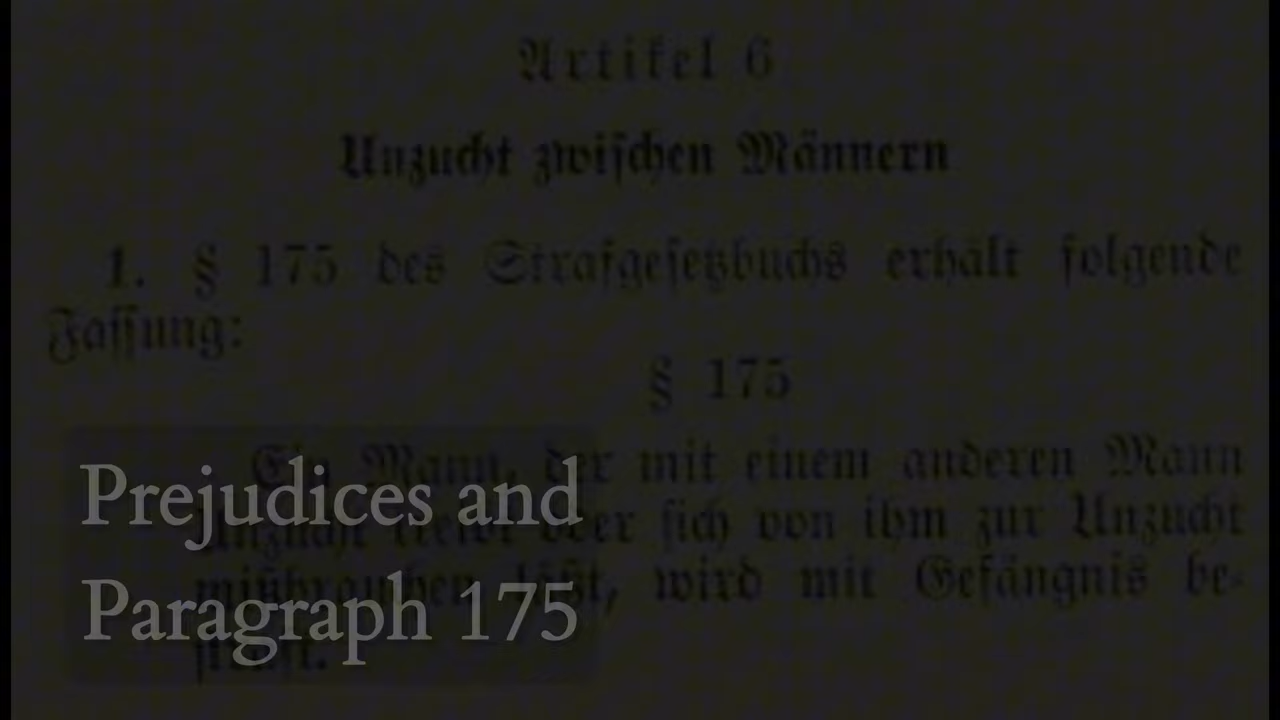 Artikel 6
Unzucht zwischen Männern
1. § 175 des Strafgesetzbuchs erhält folgende
Fassung:
§ 175
Ein Mann, der mit einem anderen Mann
Unzucht treibt oder sich von ihm zur Unzucht
mißbrauchen läßt, wird mit Gefängnis be-
straft.
Prejudices and
Paragraph 175